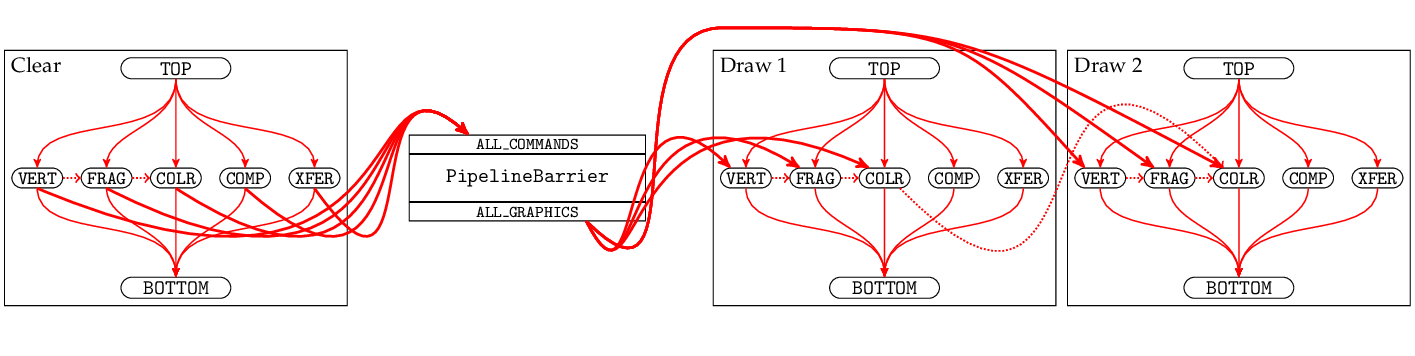 Clear
TOP
VERT FRAG COLR COMP XFER
BOTTOM
ALL_COMMANDS
PipelineBarrier
ALL_GRAPHICS
Draw 1
TOP
VERT FRAG COLR COMP XFER
BOTTOM
Draw 2
TOP
VERT FRAG COLR COMP XFER
BOTTOM